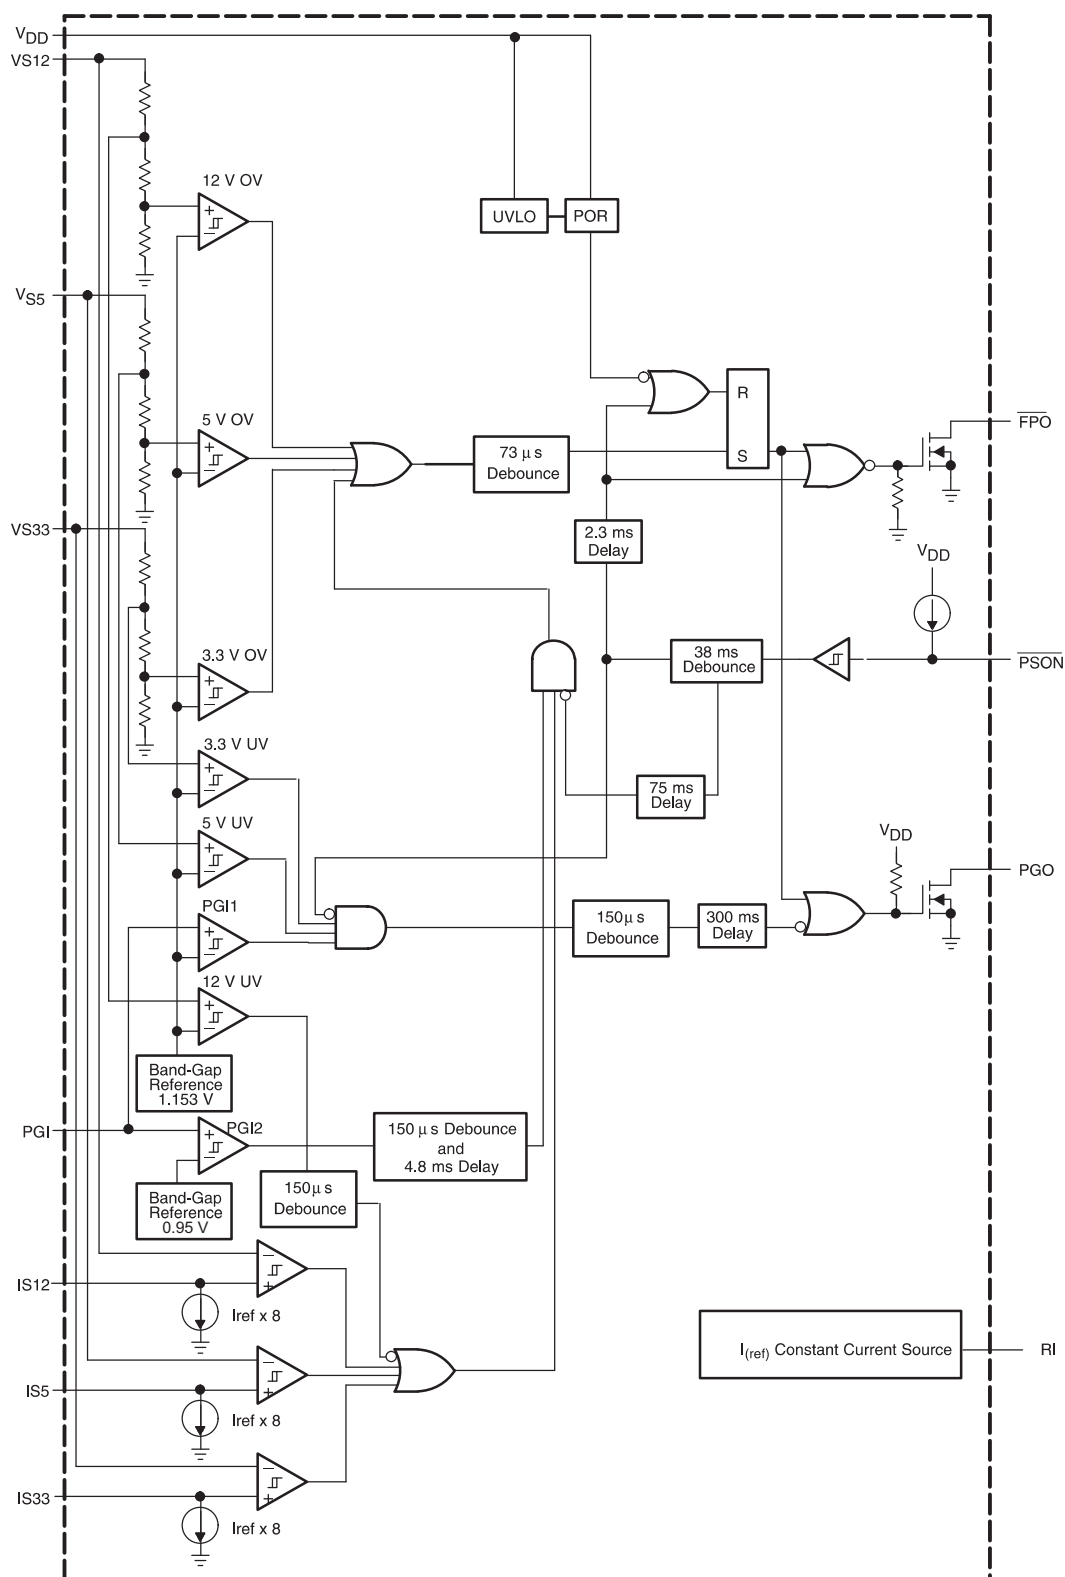 VDD
VS12
12 V OV
+
−
UVLO
POR
VS5
5 V OV
+
−
73 μs
Debounce
R
S
FPO
VS33
2.3 ms
Delay
VDD
3.3 V OV
+
−
38 ms
Debounce
PSON
3.3 V UV
+
−
75 ms
Delay
5 V UV
+
−
VDD
PGO
PGI1
+
−
150μs
Debounce
300 ms
Delay
12 V UV
+
−
Band-Gap
Reference
1.153 V
PGI
PGI2
+
−
150 μs Debounce
and
4.8 ms Delay
Band-Gap
Reference
0.95 V
150μs
Debounce
−
+
IS12
Iref x 8
I(ref) Constant Current Source
RI
−
+
IS5
Iref x 8
−
+
IS33
Iref x 8